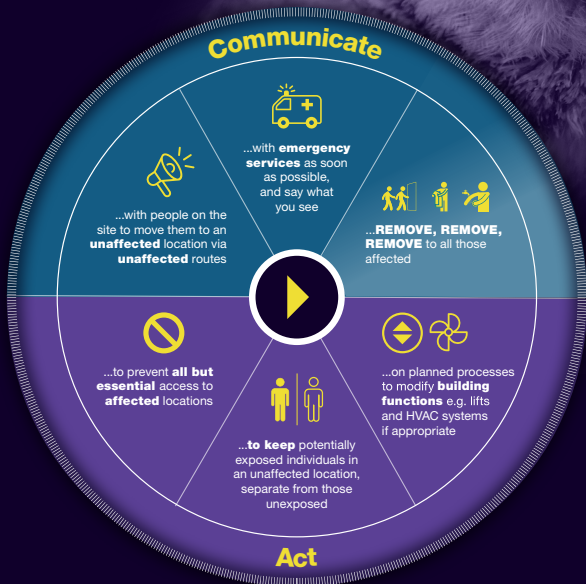 Communicate
...with emergency
services as soon
as possible,
and say what
you see
...with people on the
site to move them to an
unaffected location via
unaffected routes
...REMOVE, REMOVE,
REMOVE to all those
affected
...to prevent all but
essential access to
affected locations
...on planned processes
to modify building
functions e.g. lifts
and HVAC systems
if appropriate
...to keep potentially
exposed individuals in
an unaffected location,
separate from those
unexposed
Act